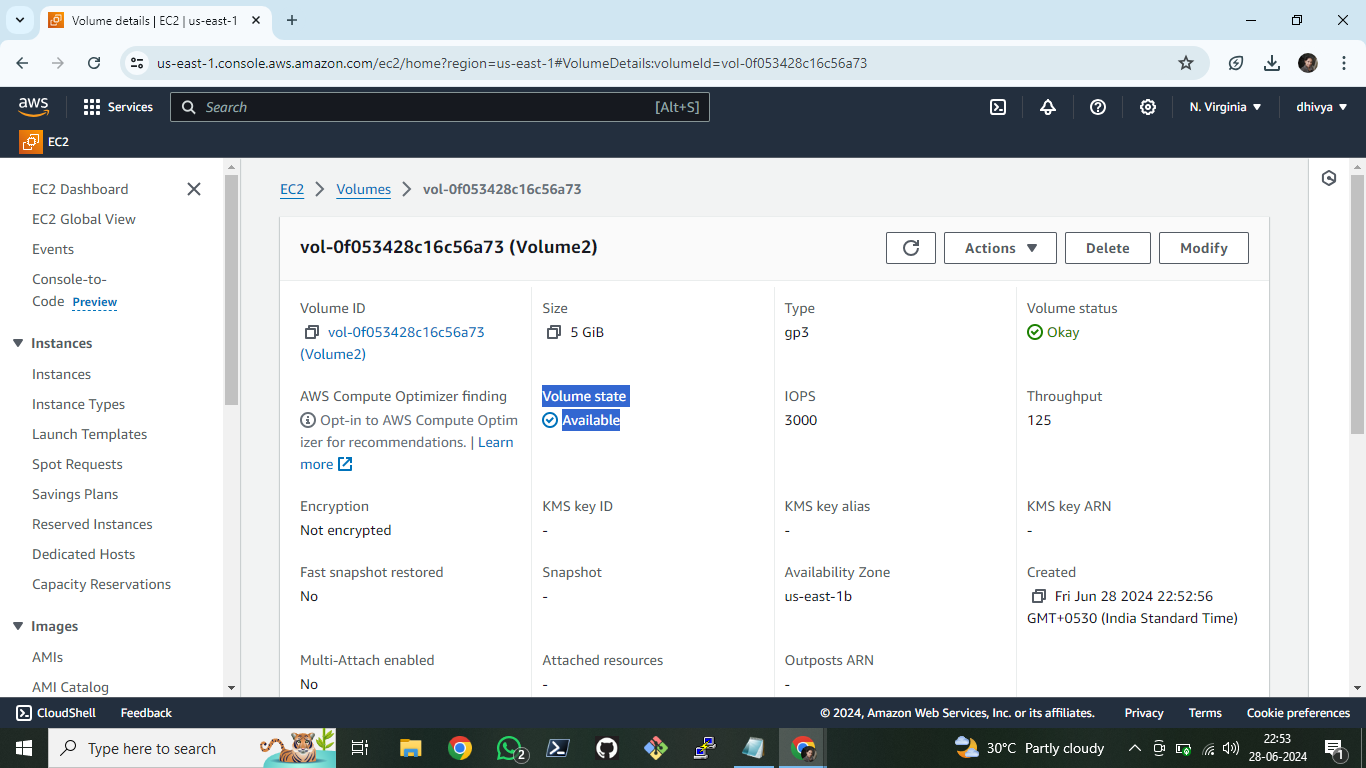 Volume details | EC2 | us-east-1
us-east-1.console.aws.amazon.com/ec2/home?region=us-east-1#VolumeDetails:volumeId=vol-0f053428c16c56a73
aws
Services
Search
[Alt+S]
N. Virginia
dhivya
EC2
EC2 Dashboard
EC2 Global View
Events
Console-to-
Code Preview
Instances
Instances
Instance Types
Launch Templates
Spot Requests
Savings Plans
Reserved Instances
Dedicated Hosts
Capacity Reservations
Images
AMIs
AMI Catalog
EC2 > Volumes > vol-0f053428c16c56a73
vol-0f053428c16c56a73 (Volume2)
Actions
Delete
Modify
Volume ID
vol-0f053428c16c56a73
(Volume2)
Size
5 GiB
Type
gp3
Volume status
Okay
AWS Compute Optimizer finding
Opt-in to AWS Compute Optim
izer for recommendations. | Learn
more
Volume state
Available
IOPS
3000
Throughput
125
Encryption
Not encrypted
KMS key ID
-
KMS key alias
-
KMS key ARN
-
Fast snapshot restored
No
Snapshot
-
Availability Zone
us-east-1b
Created
Fri Jun 28 2024 22:52:56
GMT+0530 (India Standard Time)
Multi-Attach enabled
No
Attached resources
-
Outposts ARN
-
CloudShell
Feedback
© 2024, Amazon Web Services, Inc. or its affiliates.
Privacy
Terms
Cookie preferences
Type here to search
2
30°C Partly cloudy
22:53
28-06-2024
1